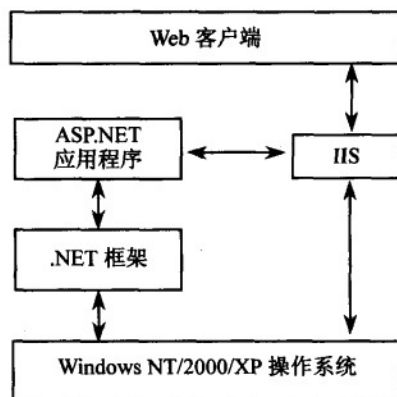 Web 客户端
ASP.NET
应用程序
IIS
.NET 框架
Windows NT/2000/XP 操作系统